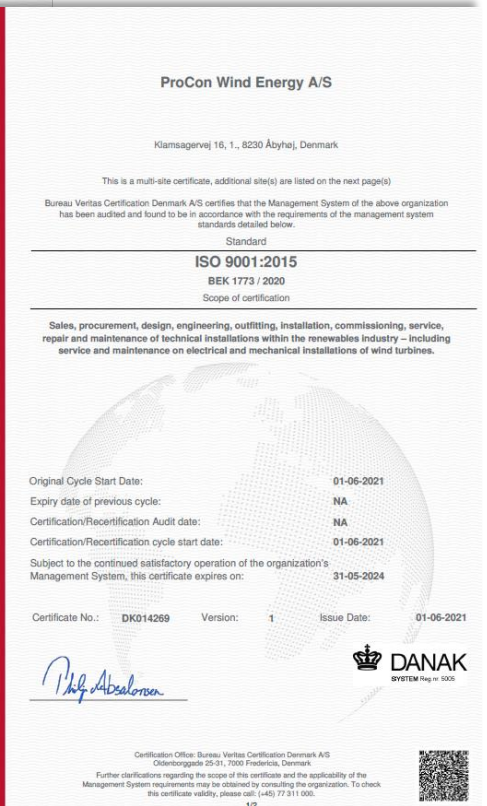 ProCon Wind Energy A/S
Klamsagervej 16, 1., 8230 Åbyhøj, Denmark
This is a multi-site certificate, additional site(s) are listed on the next page(s)
Bureau Veritas Certification Denmark A/S certifies that the Management System of the above organization
has been audited and found to be in accordance with the requirements of the management system
standards detailed below.
Standard
ISO 9001:2015
BEK 1773 / 2020
Scope of certification
Sales, procurement, design, engineering, outfitting, installation, commissioning, service,
repair and maintenance of technical installations within the renewables industry – including
service and maintenance on electrical and mechanical installations of wind turbines.
Original Cycle Start Date: 01-06-2021
Expiry date of previous cycle: NA
Certification/Recertification Audit date: NA
Certification/Recertification cycle start date: 01-06-2021
Subject to the continued satisfactory operation of the organization's
Management System, this certificate expires on: 31-05-2024
Certificate No.: DK014269 Version: 1 Issue Date: 01-06-2021
Philip Absalonsen
DANAK
SYSTEM Reg.nr. 5005
Certification Office: Bureau Veritas Certification Denmark A/S
Oldenborggade 25-31, 7000 Fredericia, Denmark
Further clarifications regarding the scope of this certificate and the applicability of the
Management System requirements may be obtained by consulting the organization. To check
this certificate validity, please call: (+45) 77 311 000.
1/2